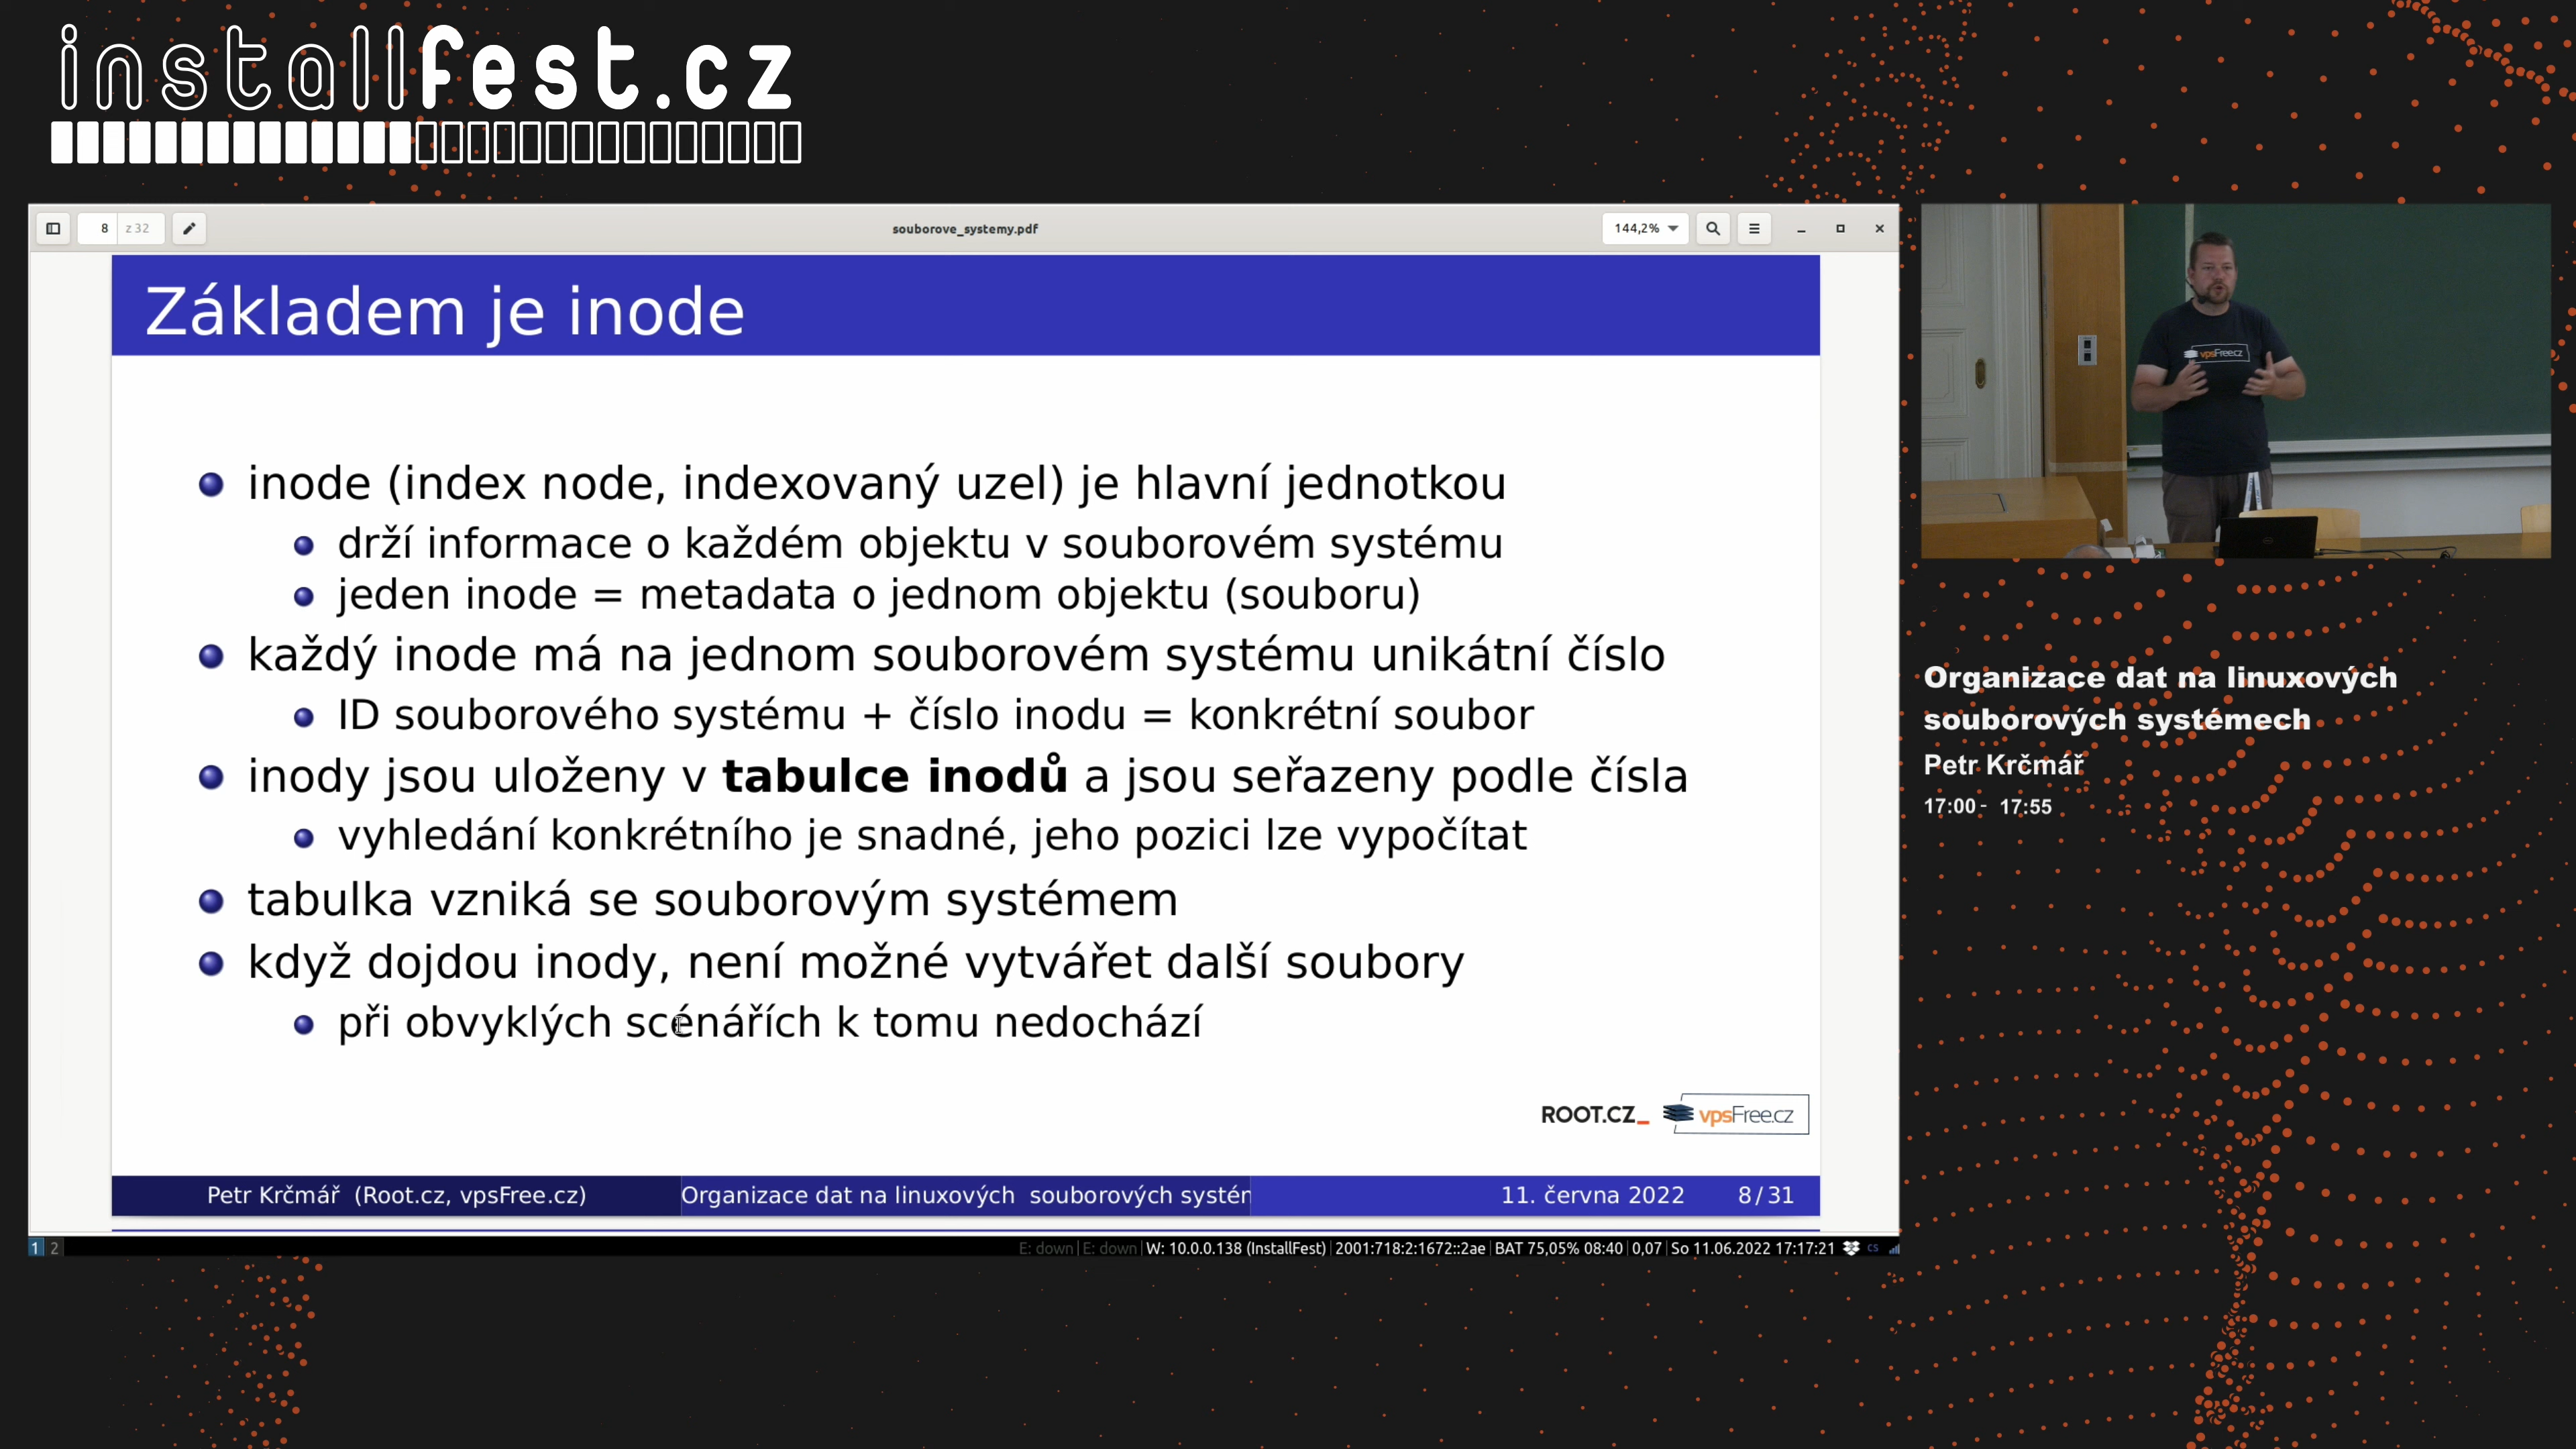 installfest.cz
8 z 32
souborove_systemy.pdf
144,2%
Základem je inode
inode (index node, indexovaný uzel) je hlavní jednotkou
drží informace o každém objektu v souborovém systému
jeden inode = metadata o jednom objektu (souboru)
každý inode má na jednom souborovém systému unikátní číslo
ID souborového systému + číslo inodu = konkrétní soubor
inody jsou uloženy v tabulce inodů a jsou seřazeny podle čísla
vyhledání konkrétního je snadné, jeho pozici lze vypočítat
tabulka vzniká se souborovým systémem
když dojdou inody, není možné vytvářet další soubory
při obvyklých scénářích k tomu nedochází
ROOT.CZ_ vpsFree.cz
Petr Krčmář (Root.cz, vpsFree.cz) Organizace dat na linuxových souborových systém 11. června 2022 8/31
1 2 E: down | E: down | W: 10.0.0.138 (InstallFest) | 2001:718:2:1672::2ae | BAT 75,05% 08:40 | 0,07 | So 11.06.2022 17:17:21 cs
vpsFree.cz
Organizace dat na linuxových
souborových systémech
Petr Krčmář
17:00 - 17:55